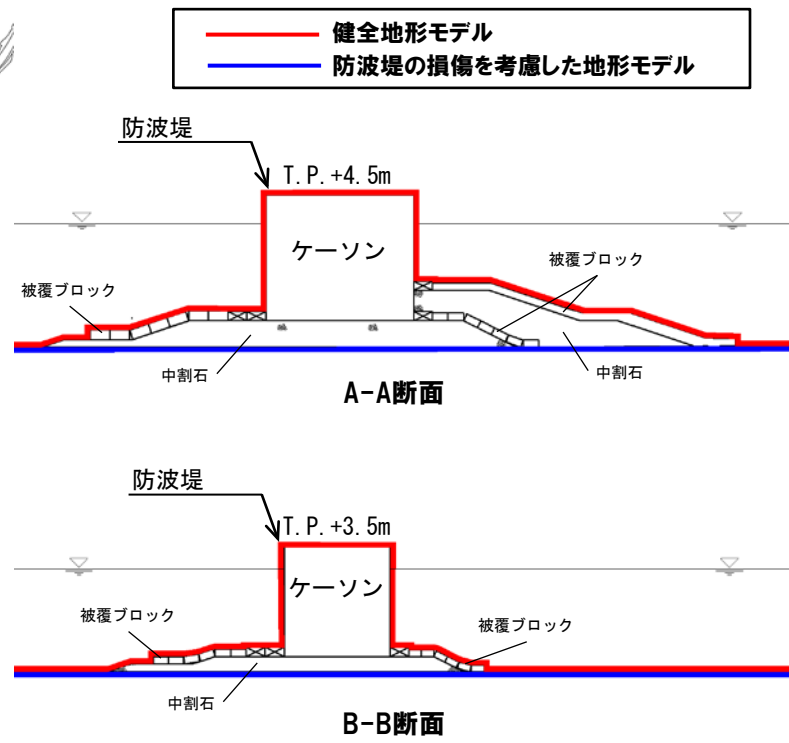 健全地形モデル
防波堤の損傷を考慮した地形モデル
防波堤
T.P.+4.5m
ケーソン
被覆ブロック
被覆ブロック
中割石
中割石
A-A断面
防波堤
T.P.+3.5m
ケーソン
被覆ブロック
被覆ブロック
中割石
B-B断面